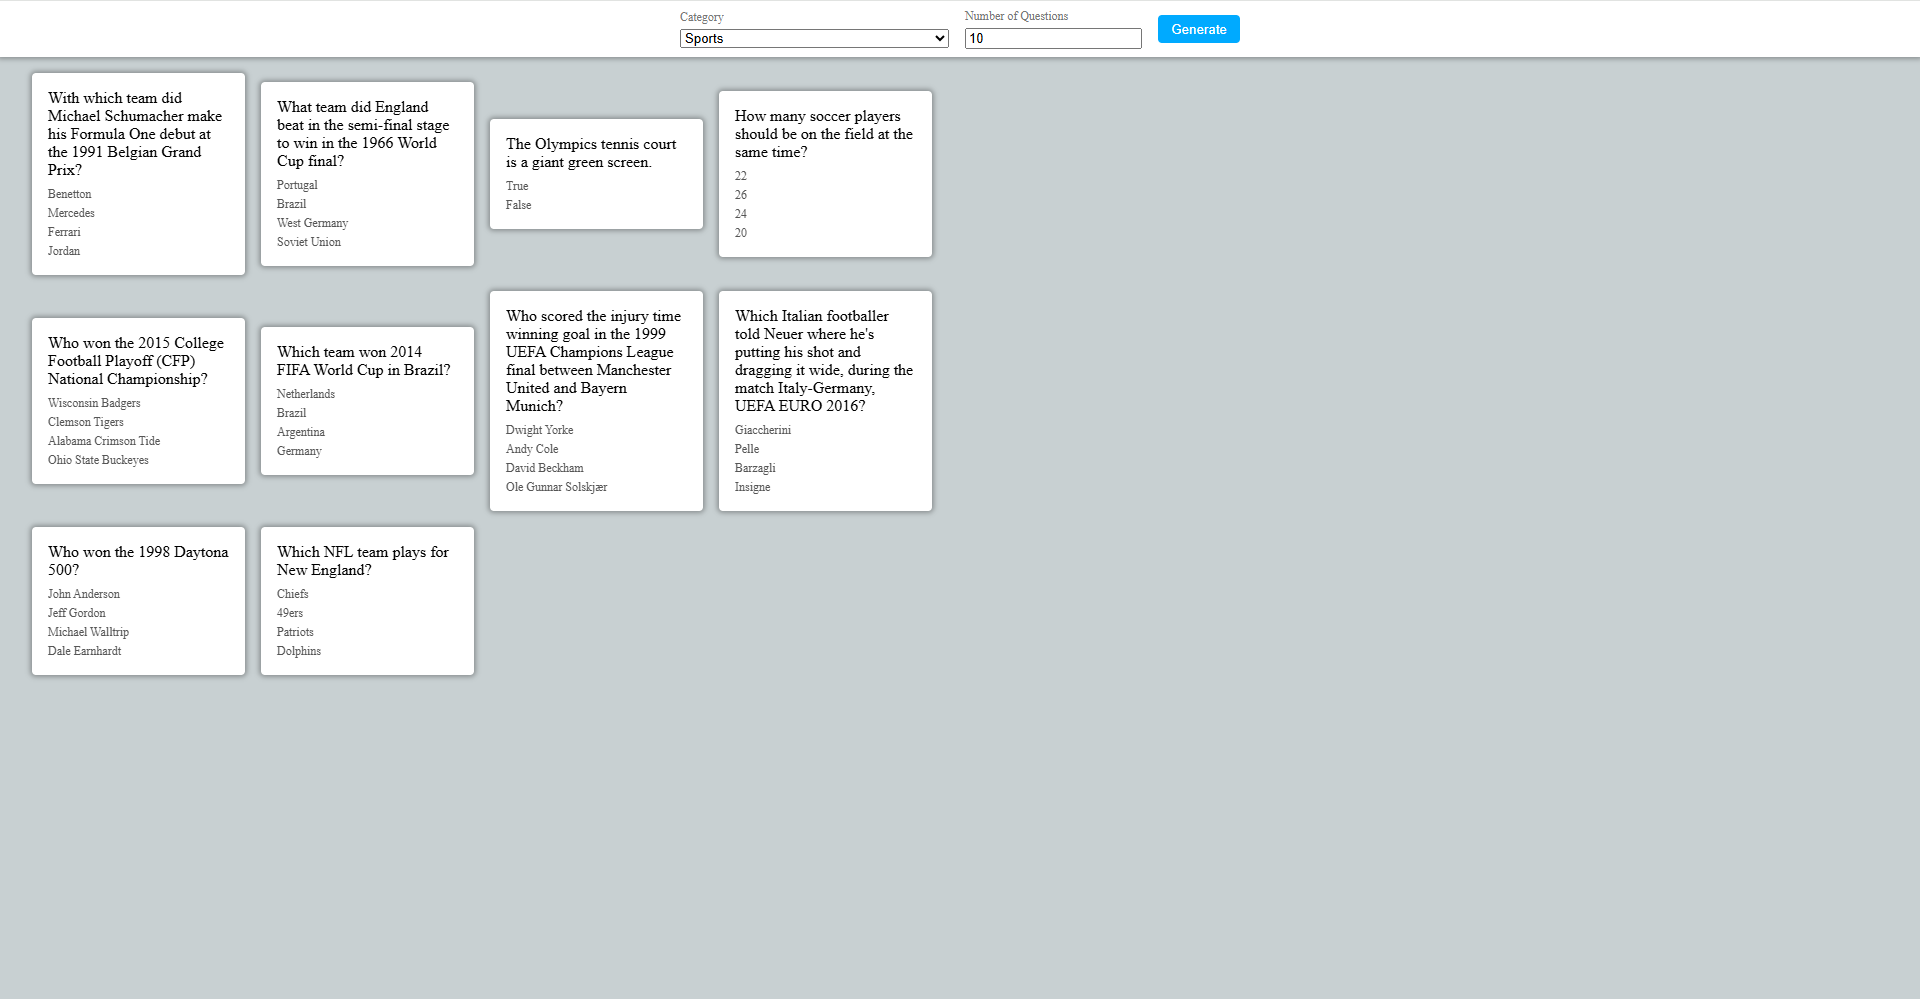 Category
Sports
Number of Questions
10
Generate
With which team did
Michael Schumacher make
his Formula One debut at
the 1991 Belgian Grand
Prix?
Benetton
Mercedes
Ferrari
Jordan
What team did England
beat in the semi-final stage
to win in the 1966 World
Cup final?
Portugal
Brazil
West Germany
Soviet Union
The Olympics tennis court
is a giant green screen.
True
False
How many soccer players
should be on the field at the
same time?
22
26
24
20
Who won the 2015 College
Football Playoff (CFP)
National Championship?
Wisconsin Badgers
Clemson Tigers
Alabama Crimson Tide
Ohio State Buckeyes
Which team won 2014
FIFA World Cup in Brazil?
Netherlands
Brazil
Argentina
Germany
Who scored the injury time
winning goal in the 1999
UEFA Champions League
final between Manchester
United and Bayern
Munich?
Dwight Yorke
Andy Cole
David Beckham
Ole Gunnar Solskjær
Which Italian footballer
told Neuer where he's
putting his shot and
dragging it wide, during the
match Italy-Germany,
UEFA EURO 2016?
Giaccherini
Pelle
Barzagli
Insigne
Who won the 1998 Daytona
500?
John Anderson
Jeff Gordon
Michael Walltrip
Dale Earnhardt
Which NFL team plays for
New England?
Chiefs
49ers
Patriots
Dolphins